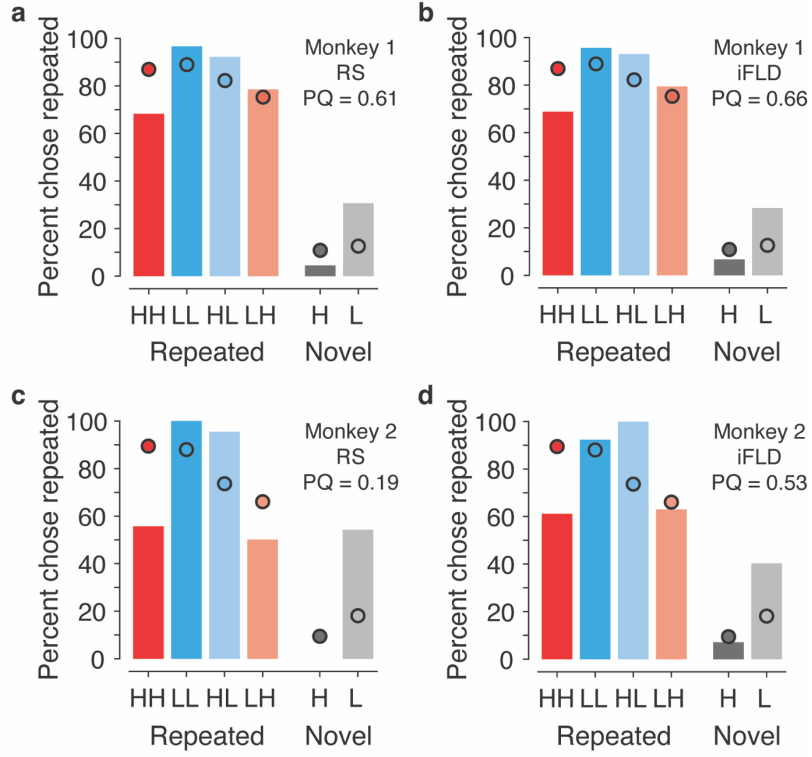 a
Percent chose repeated
100
80
60
40
20
0
Monkey 1
RS
PQ = 0.61
HH LL HL LH H L
Repeated Novel
b
Percent chose repeated
100
80
60
40
20
0
Monkey 1
iFLD
PQ = 0.66
HH LL HL LH H L
Repeated Novel
c
Percent chose repeated
100
80
60
40
20
0
Monkey 2
RS
PQ = 0.19
HH LL HL LH H L
Repeated Novel
d
Percent chose repeated
100
80
60
40
20
0
Monkey 2
iFLD
PQ = 0.53
HH LL HL LH H L
Repeated Novel